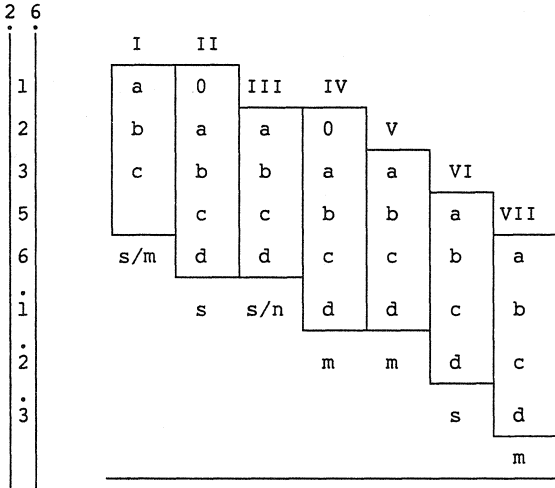 2̣ 6̣
I II
1 a 0 III IV
2 b a a 0 V
3 c b b a a VI
5 c c b b a VII
6 s/m d d c c b a
1̇ s s/n d d c b
2̇ m m d c
3̇ s d
m